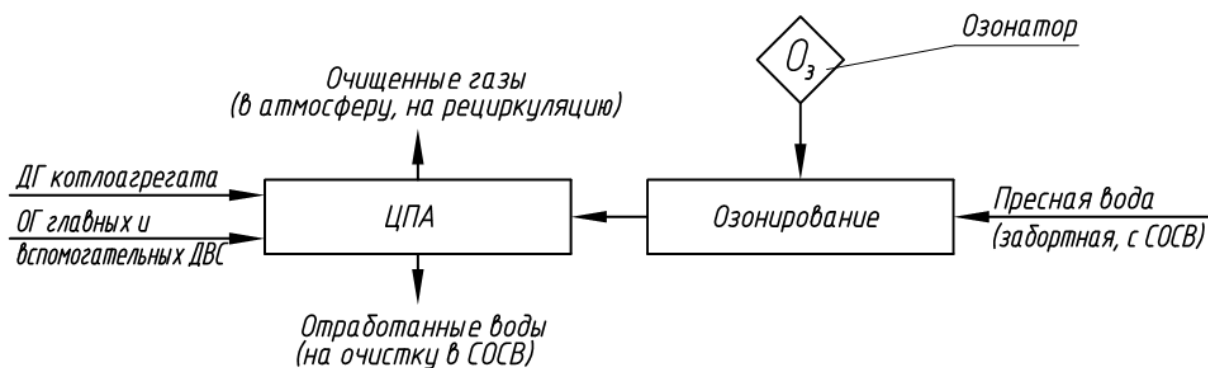 Озонатор
O₃
Очищенные газы
(в атмосферу, на рециркуляцию)
ДГ котлоагрегата
ОГ главных и
вспомогательных ДВС
ЦПА
Озонирование
Пресная вода
(забортная, с СОСВ)
Отработанные воды
(на очистку в СОСВ)